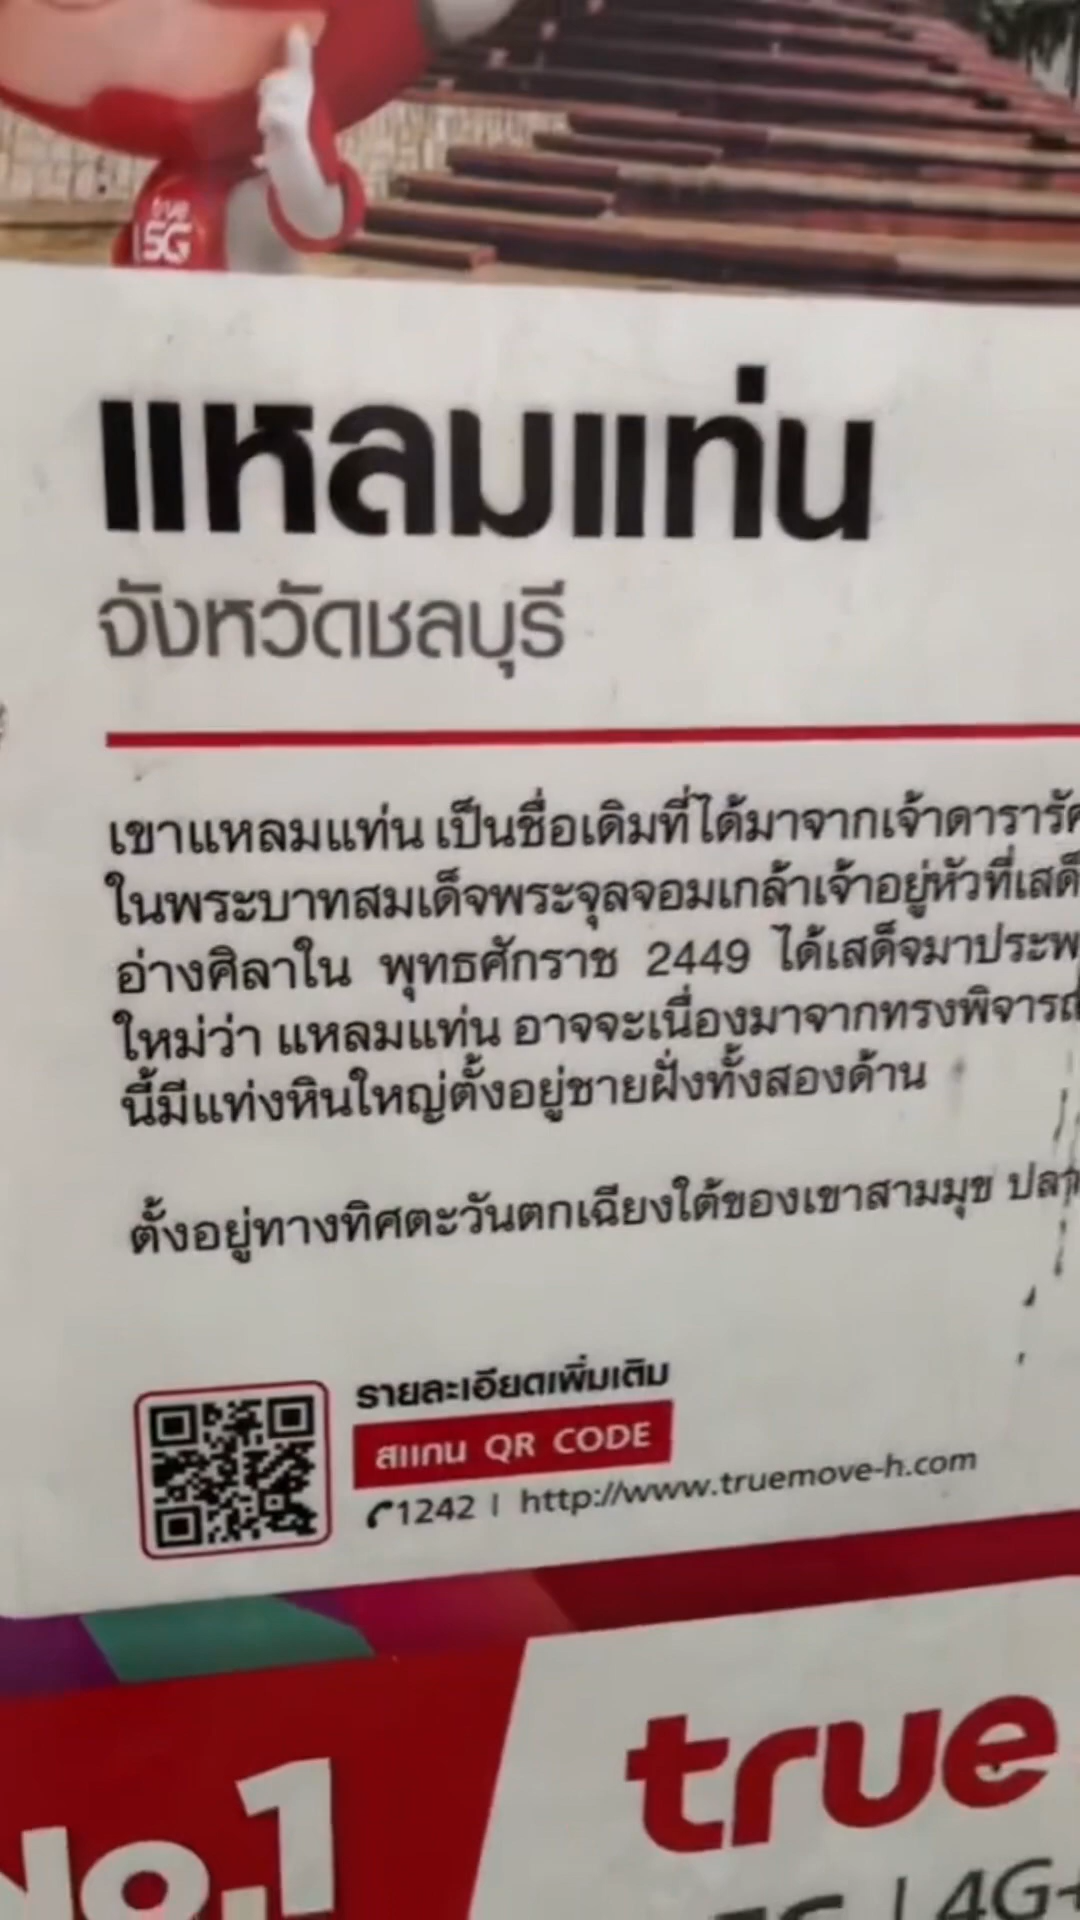 true
5G
แหลมแท่น
จังหวัดชลบุรี
เขาแหลมแท่น เป็นชื่อเดิมที่ได้มาจากเจ้าดารารั
ในพระบาทสมเด็จพระจุลจอมเกล้าเจ้าอยู่หัวที่เสด็
อ่างศิลาใน พุทธศักราช 2449 ได้เสด็จมาประพ
ใหม่ว่า แหลมแท่น อาจจะเนื่องมาจากทรงพิจารณ
นี้มีแท่งหินใหญ่ตั้งอยู่ชายฝั่งทั้งสองด้าน
ตั้งอยู่ทางทิศตะวันตกเฉียงใต้ของเขาสามมุข ปลา
รายละเอียดเพิ่มเติม
สแกน QR CODE
1242 | http://www.truemove-h.com
No.1
true
5G | 4G+